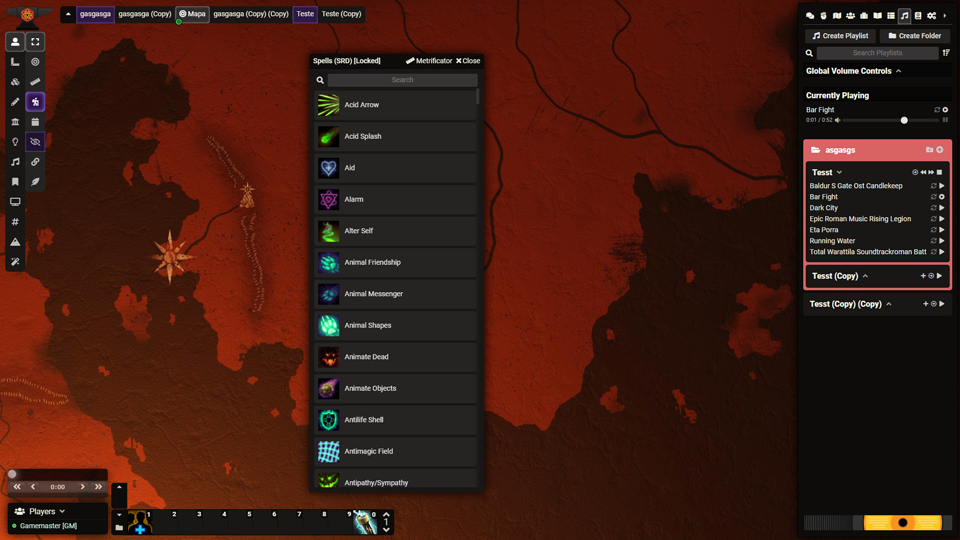 gasgasga
gasgasga (Copy)
Mapa
gasgasga (Copy) (Copy)
Teste
Teste (Copy)
Spells (SRD) [Locked]
Metrificator
Close
Search
Acid Arrow
Acid Splash
Aid
Alarm
Alter Self
Animal Friendship
Animal Messenger
Animal Shapes
Animate Dead
Animate Objects
Antilife Shell
Antimagic Field
Antipathy/Sympathy
Create Playlist
Create Folder
Search Playlists
Global Volume Controls
Currently Playing
Bar Fight
0:01 / 0:52
asgasgs
Tesst
Baldur S Gate Ost Candlekeep
Bar Fight
Dark City
Epic Roman Music Rising Legion
Eta Porra
Running Water
Total Warattila Soundtrackroman Batt
Tesst (Copy)
Tesst (Copy) (Copy)
0:00
Players
Gamemaster [GM]
1 2 3 4 5 6 7 8 9 0
1